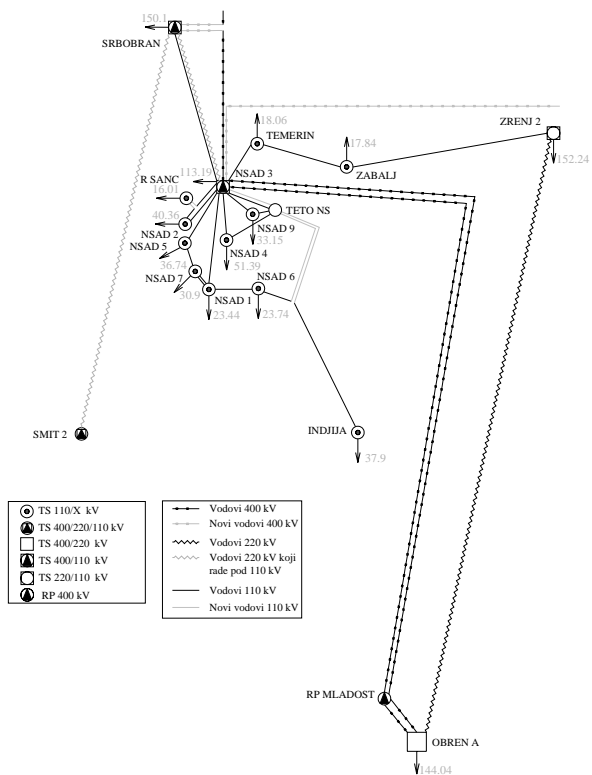 150.1
SRBOBRAN
18.06
TEMERIN
17.84
ZABALJ
ZRENJ 2
152.24
113.19
NSAD 3
R SANC
16.01
TETO NS
40.36
NSAD 2
NSAD 9
33.15
NSAD 5
NSAD 4
36.74
51.39
NSAD 7
NSAD 6
30.9
NSAD 1
23.44
23.74
SMIT 2
INDJIJA
37.9
TS 110/X kV
TS 400/220/110 kV
TS 400/220 kV
TS 400/110 kV
TS 220/110 kV
RP 400 kV
Vodovi 400 kV
Novi vodovi 400 kV
Vodovi 220 kV
Vodovi 220 kV koji
rade pod 110 kV
Vodovi 110 kV
Novi vodovi 110 kV
RP MLADOST
OBREN A
144.04